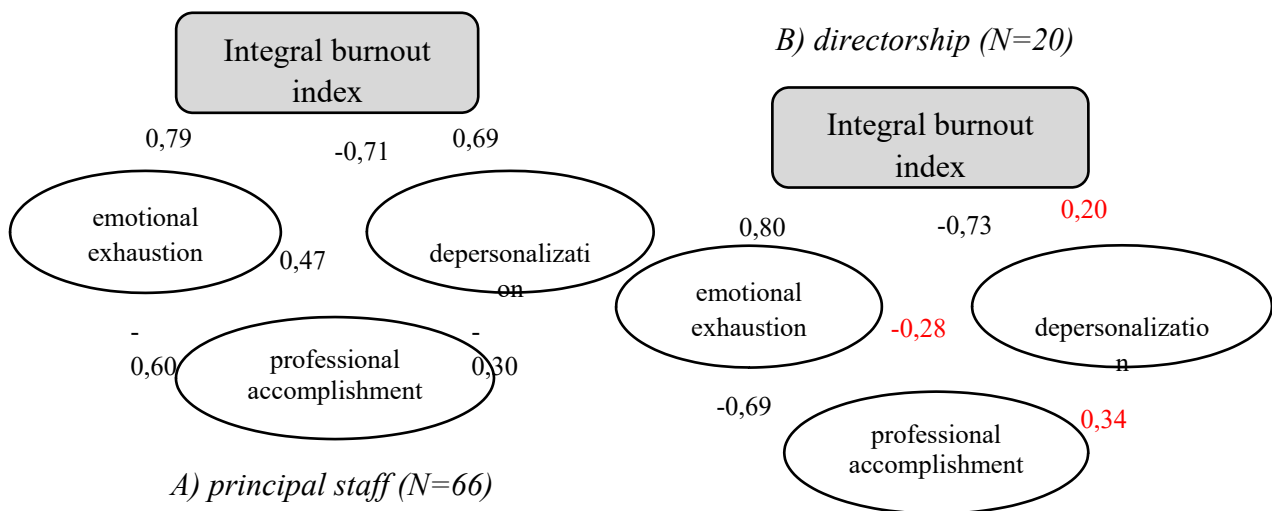 Integral burnout
index
0,79
-0,71
0,69
emotional
exhaustion
0,47
depersonalizati
on
-
0,60
professional
accomplishment
-
0,30
A) principal staff (N=66)
B) directorship (N=20)
Integral burnout
index
0,80
-0,73
0,20
emotional
exhaustion
-0,28
depersonalizatio
n
-0,69
professional
accomplishment
0,34